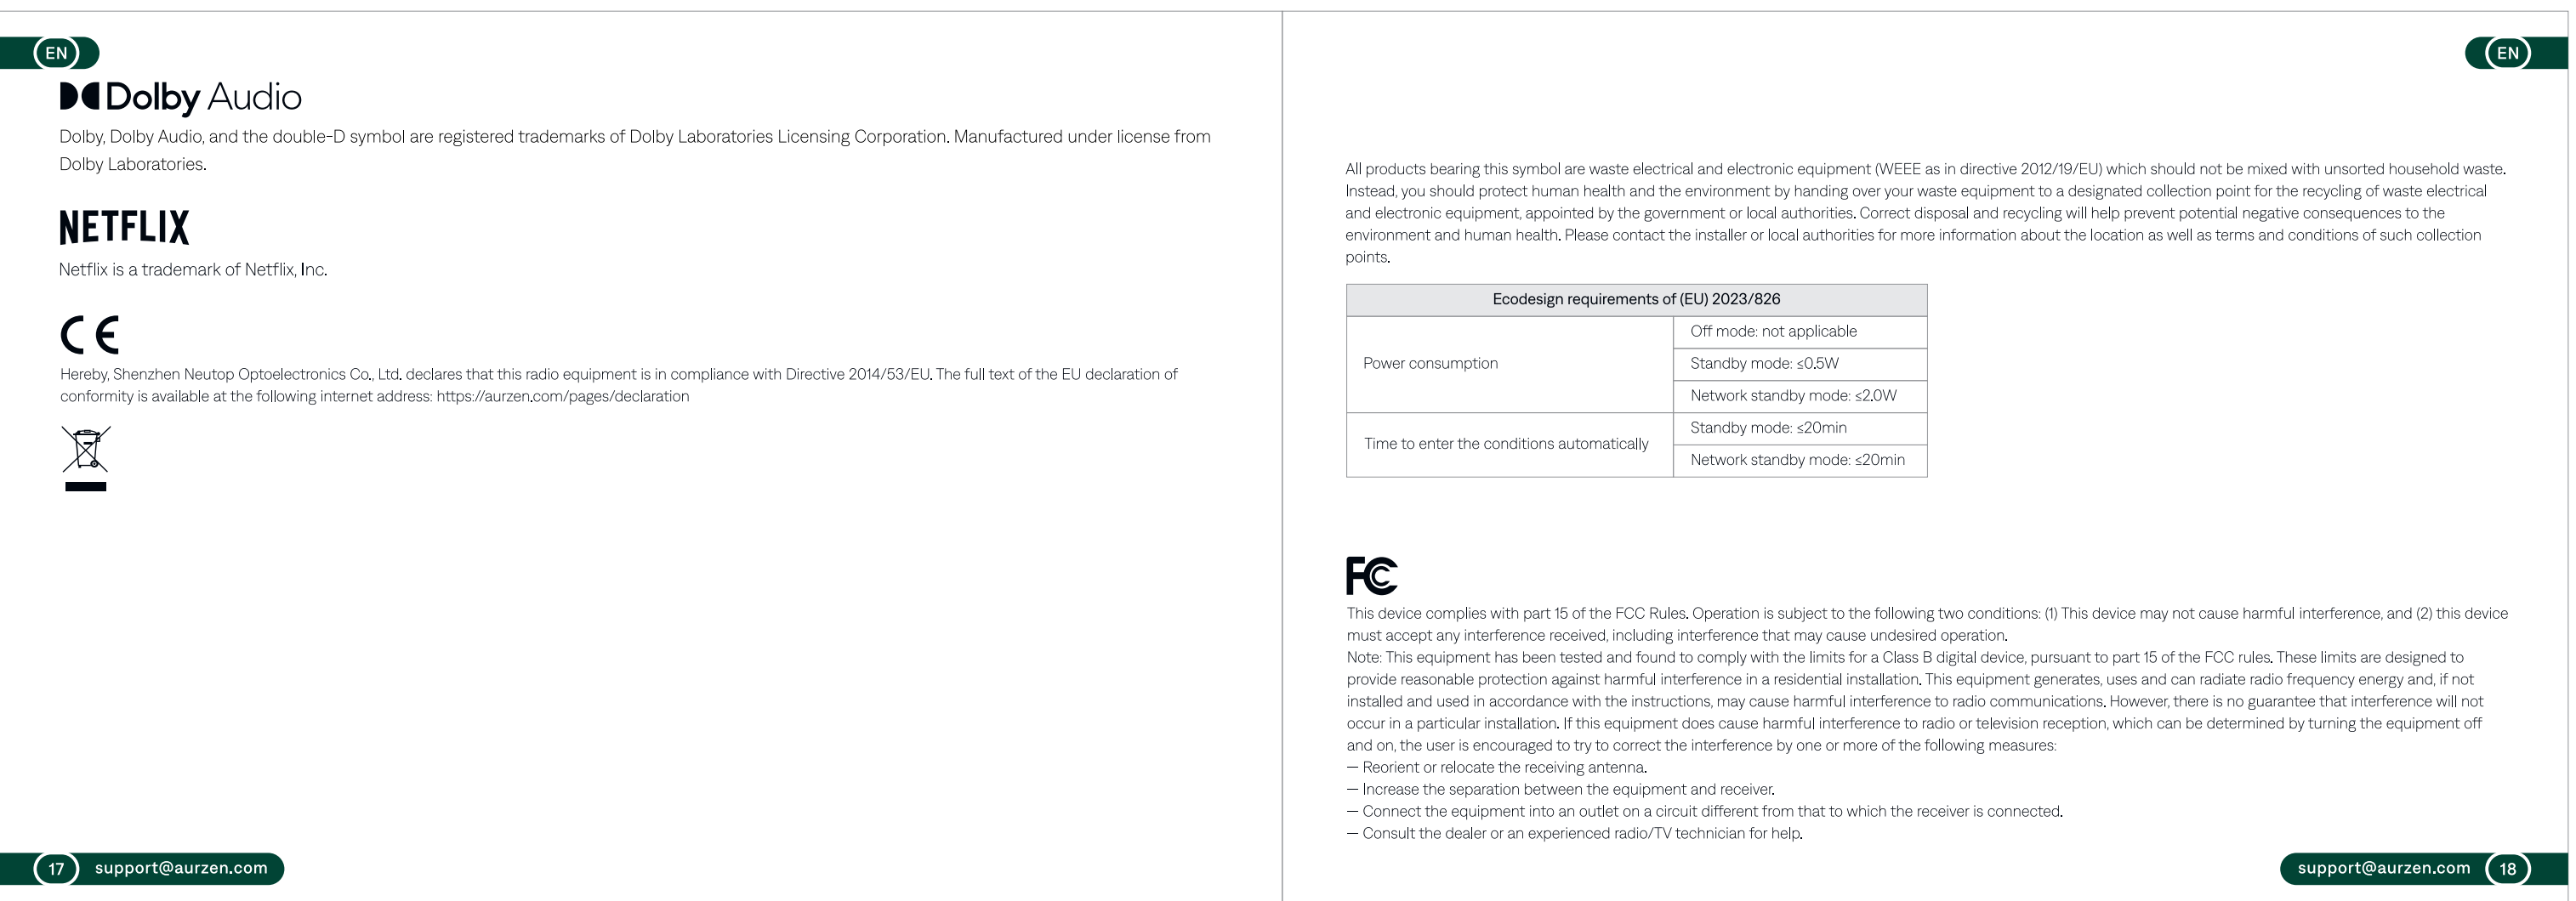 EN
Dolby Audio
Dolby, Dolby Audio, and the double-D symbol are registered trademarks of Dolby Laboratories Licensing Corporation. Manufactured under license from
Dolby Laboratories.
NETFLIX
Netflix is a trademark of Netflix, Inc.
CE
Hereby, Shenzhen Neutop Optoelectronics Co., Ltd. declares that this radio equipment is in compliance with Directive 2014/53/EU. The full text of the EU declaration of
conformity is available at the following internet address: https://aurzen.com/pages/declaration
17 support@aurzen.com
EN
All products bearing this symbol are waste electrical and electronic equipment (WEEE as in directive 2012/19/EU) which should not be mixed with unsorted household waste.
Instead, you should protect human health and the environment by handing over your waste equipment to a designated collection point for the recycling of waste electrical
and electronic equipment, appointed by the government or local authorities. Correct disposal and recycling will help prevent potential negative consequences to the
environment and human health. Please contact the installer or local authorities for more information about the location as well as terms and conditions of such collection
points.
Ecodesign requirements of (EU) 2023/826
Power consumption
Off mode: not applicable
Standby mode: ≤0.5W
Network standby mode: ≤2.0W
Time to enter the conditions automatically
Standby mode: ≤20min
Network standby mode: ≤20min
FC
This device complies with part 15 of the FCC Rules. Operation is subject to the following two conditions: (1) This device may not cause harmful interference, and (2) this device
must accept any interference received, including interference that may cause undesired operation.
Note: This equipment has been tested and found to comply with the limits for a Class B digital device, pursuant to part 15 of the FCC rules. These limits are designed to
provide reasonable protection against harmful interference in a residential installation. This equipment generates, uses and can radiate radio frequency energy and, if not
installed and used in accordance with the instructions, may cause harmful interference to radio communications. However, there is no guarantee that interference will not
occur in a particular installation. If this equipment does cause harmful interference to radio or television reception, which can be determined by turning the equipment off
and on, the user is encouraged to try to correct the interference by one or more of the following measures:
— Reorient or relocate the receiving antenna.
— Increase the separation between the equipment and receiver.
— Connect the equipment into an outlet on a circuit different from that to which the receiver is connected.
— Consult the dealer or an experienced radio/TV technician for help.
support@aurzen.com 18